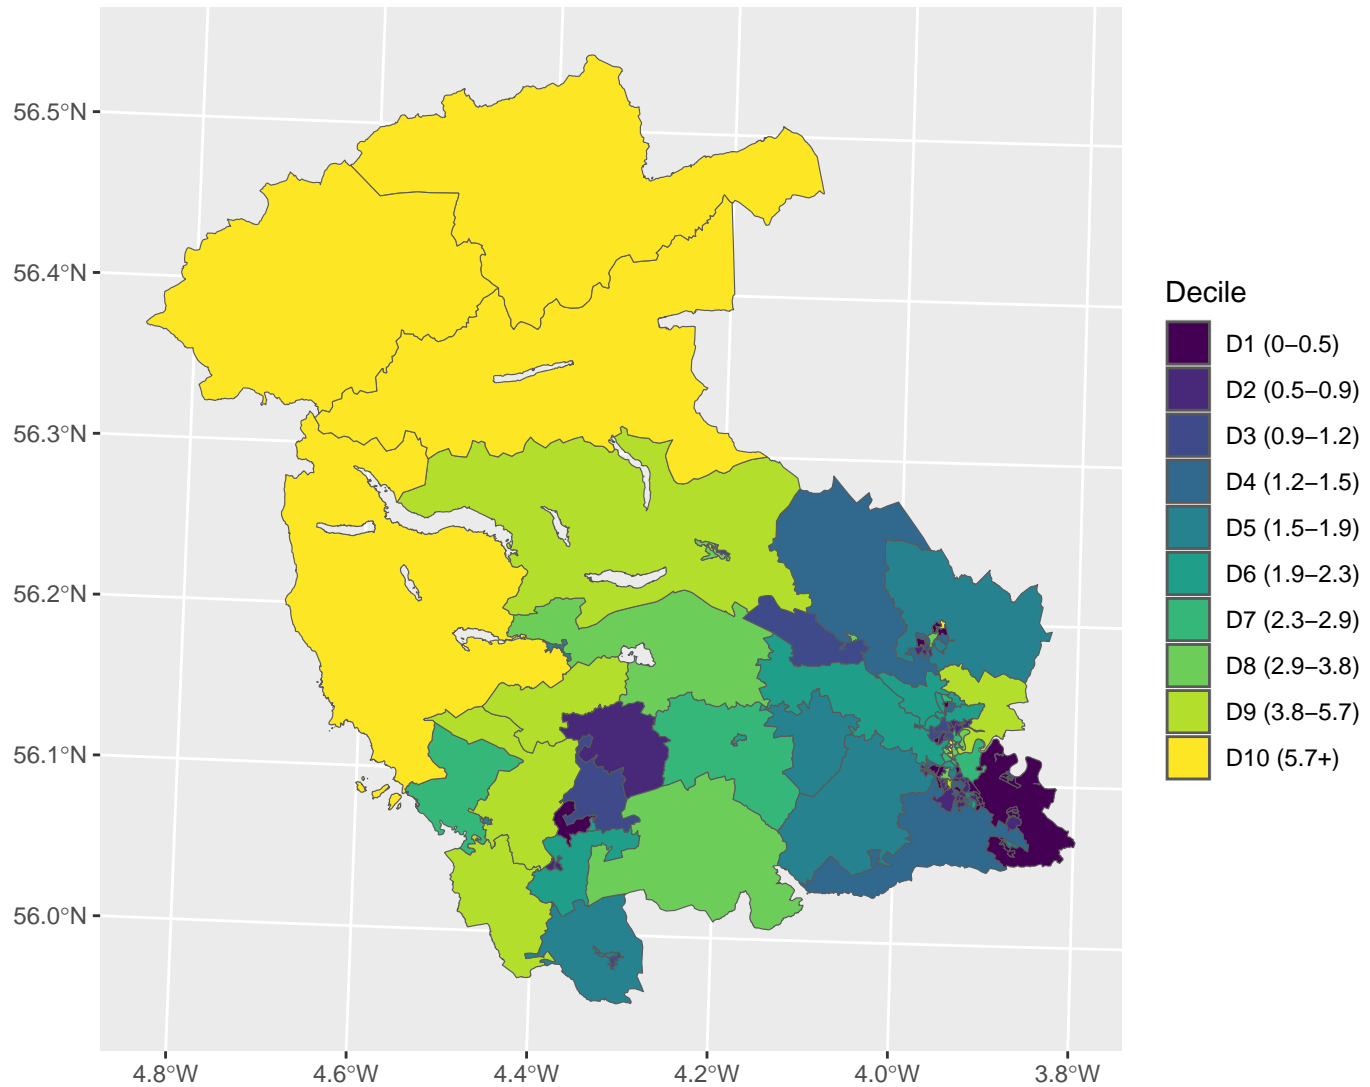 56.5°N
56.4°N
56.3°N
56.2°N
56.1°N
56.0°N
4.8°W
4.6°W
4.4°W
4.2°W
4.0°W
3.8°W
Decile
D1 (0−0.5)
D2 (0.5−0.9)
D3 (0.9−1.2)
D4 (1.2−1.5)
D5 (1.5−1.9)
D6 (1.9−2.3)
D7 (2.3−2.9)
D8 (2.9−3.8)
D9 (3.8−5.7)
D10 (5.7+)